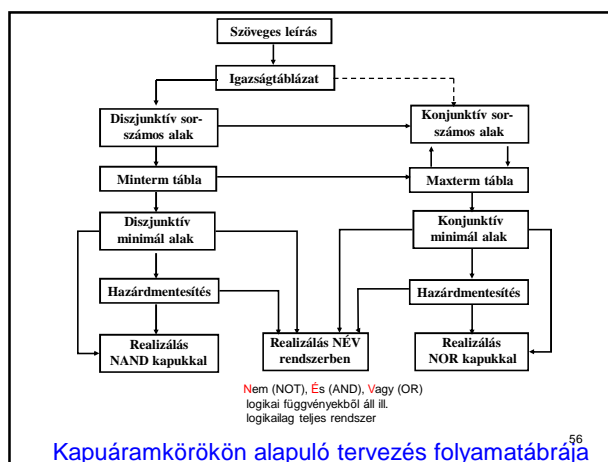 Szöveges leírás
Igazságtáblázat
Diszjunktív sor-
számos alak
Konjunktív sor-
számos alak
Minterm tábla
Maxterm tábla
Diszjunktív
minimál alak
Konjunktív
minimál alak
Hazárdmentesítés
Hazárdmentesítés
Realizálás
NAND kapukkal
Realizálás NÉV
rendszerben
Realizálás
NOR kapukkal
Nem (NOT), És (AND), Vagy (OR)
logikai függvényekből áll ill.
logikailag teljes rendszer
56
Kapuáramkörökön alapuló tervezés folyamatábrája